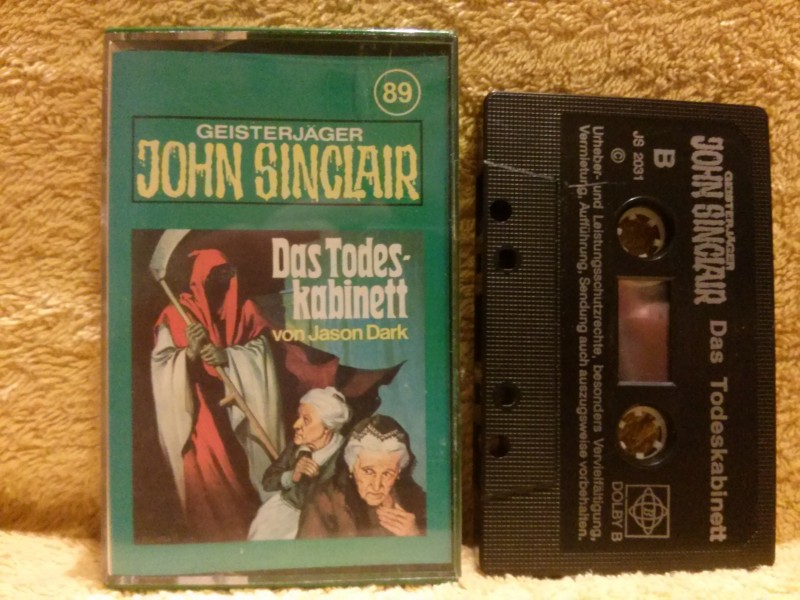 89
GEISTERJÄGER
JOHN SINCLAIR
Das Todes-
kabinett
von Jason Dark
GEISTERJÄGER
JOHN SINCLAIR Das Todeskabinett
B
JS 2031
©
DOLBY B
Urheber- und Leistungsschutzrechte, besonders Vervielfältigung,
Vermietung, Aufführung, Sendung auch auszugsweise vorbehalten.